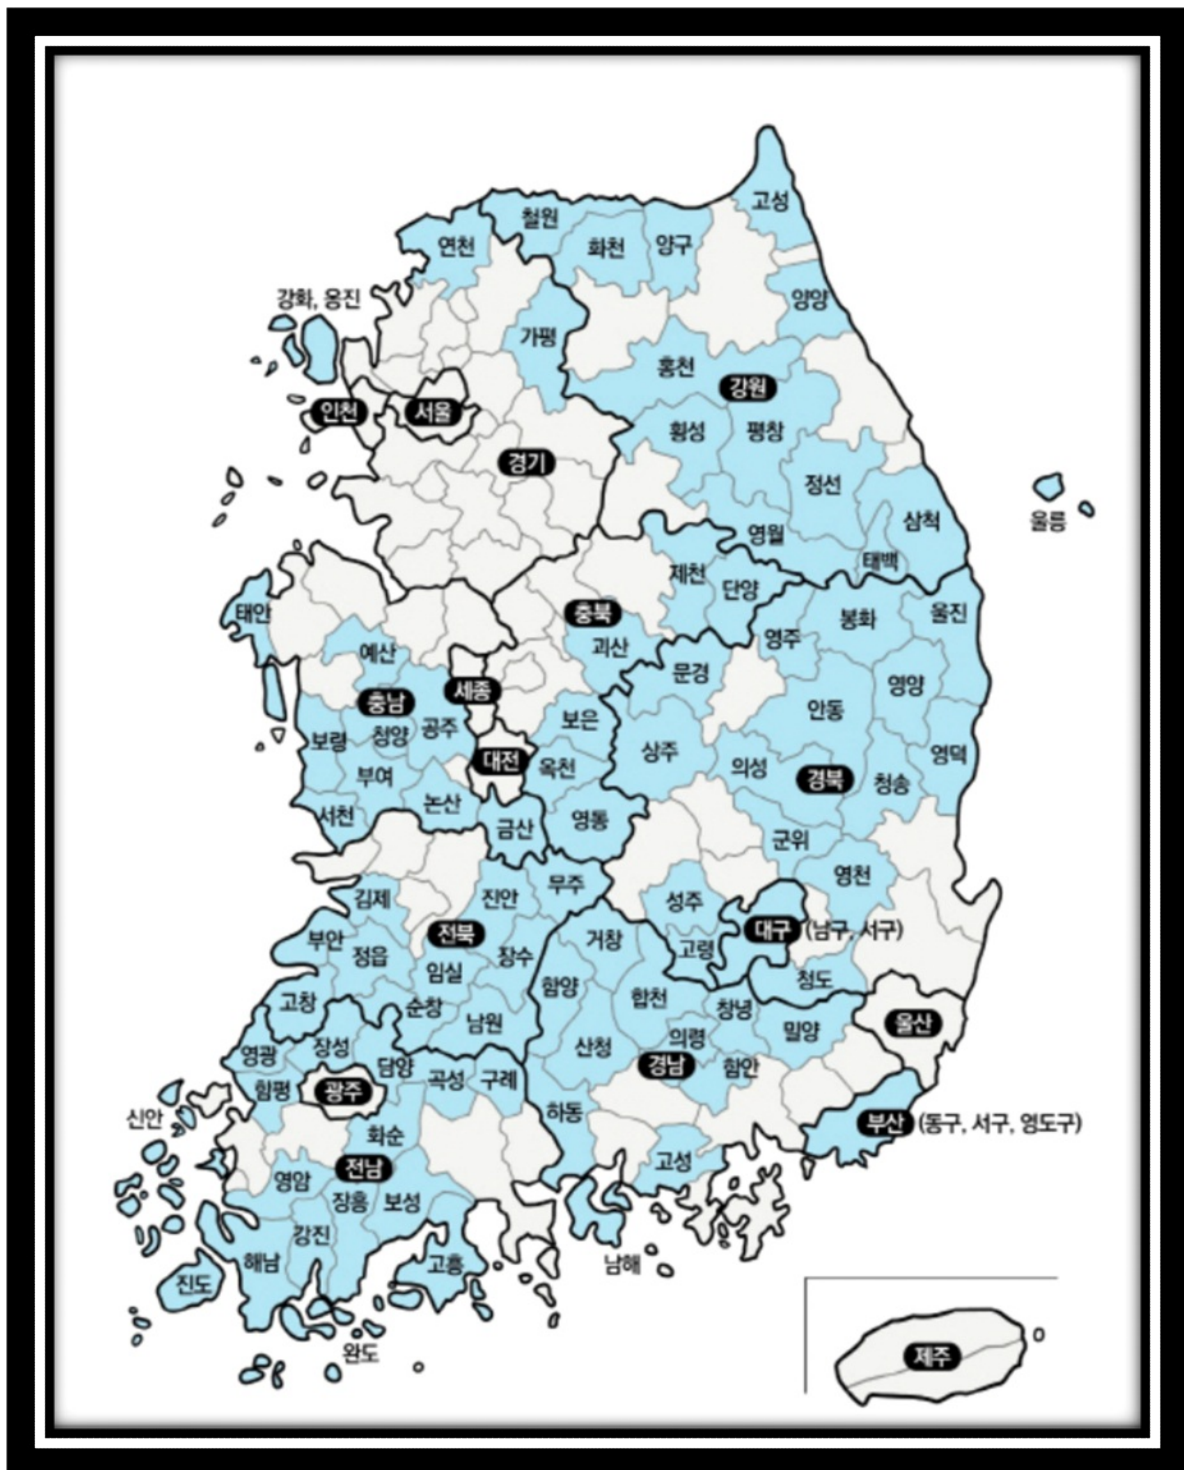 고성
철원
연천
화천
양구
강화, 옹진
양양
가평
홍천
강원
인천
서울
횡성
평창
경기
정선
울릉
삼척
영월
태백
제천
단양
태안
충북
봉화
울진
영주
괴산
예산
문경
세종
영양
충남
안동
보은
공주
청양
보령
상주
영덕
대전
옥천
의성
경북
청송
부여
논산
서천
금산
영동
군위
영천
무주
진안
김제
성주
전북
대구 (남구, 서구)
거창
부안
고령
정읍
장수
임실
청도
함양
합천
고창
순창
창녕
남원
울산
밀양
의령
장성
산청
영광
담양
경남
함안
곡성
구례
함평
광주
하동
신안
부산 (동구, 서구, 영도구)
화순
고성
전남
영암
장흥
보성
강진
해남
고흥
남해
진도
완도
제주